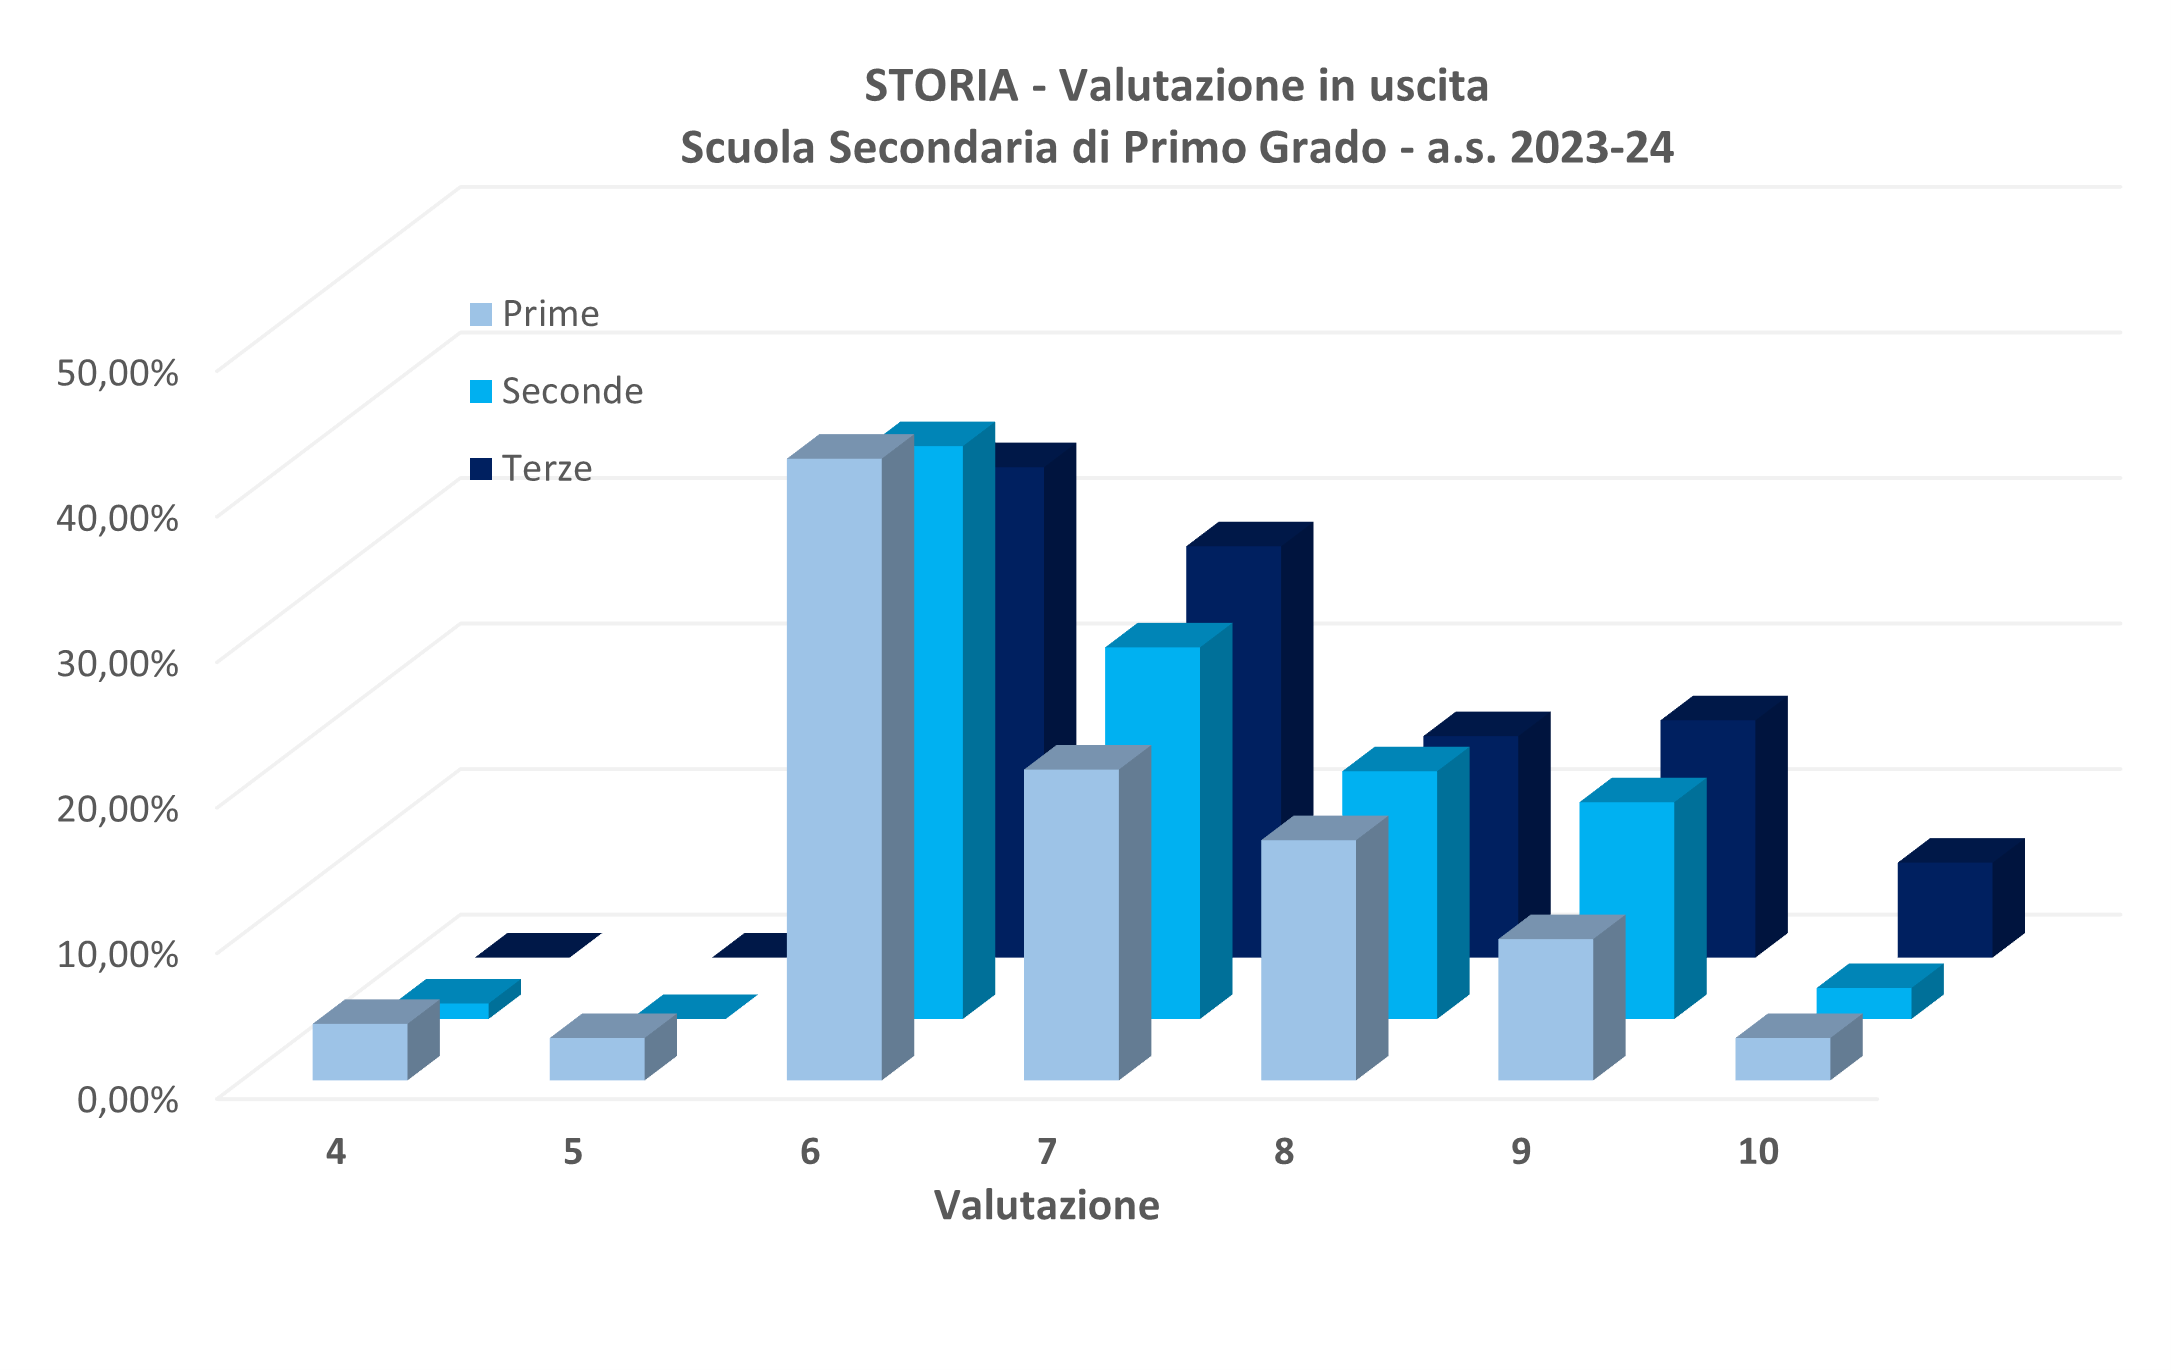 STORIA - Valutazione in uscita
Scuola Secondaria di Primo Grado - a.s. 2023-24
Prime
Seconde
Terze
50,00%
40,00%
30,00%
20,00%
10,00%
0,00%
4 5 6 7 8 9 10
Valutazione